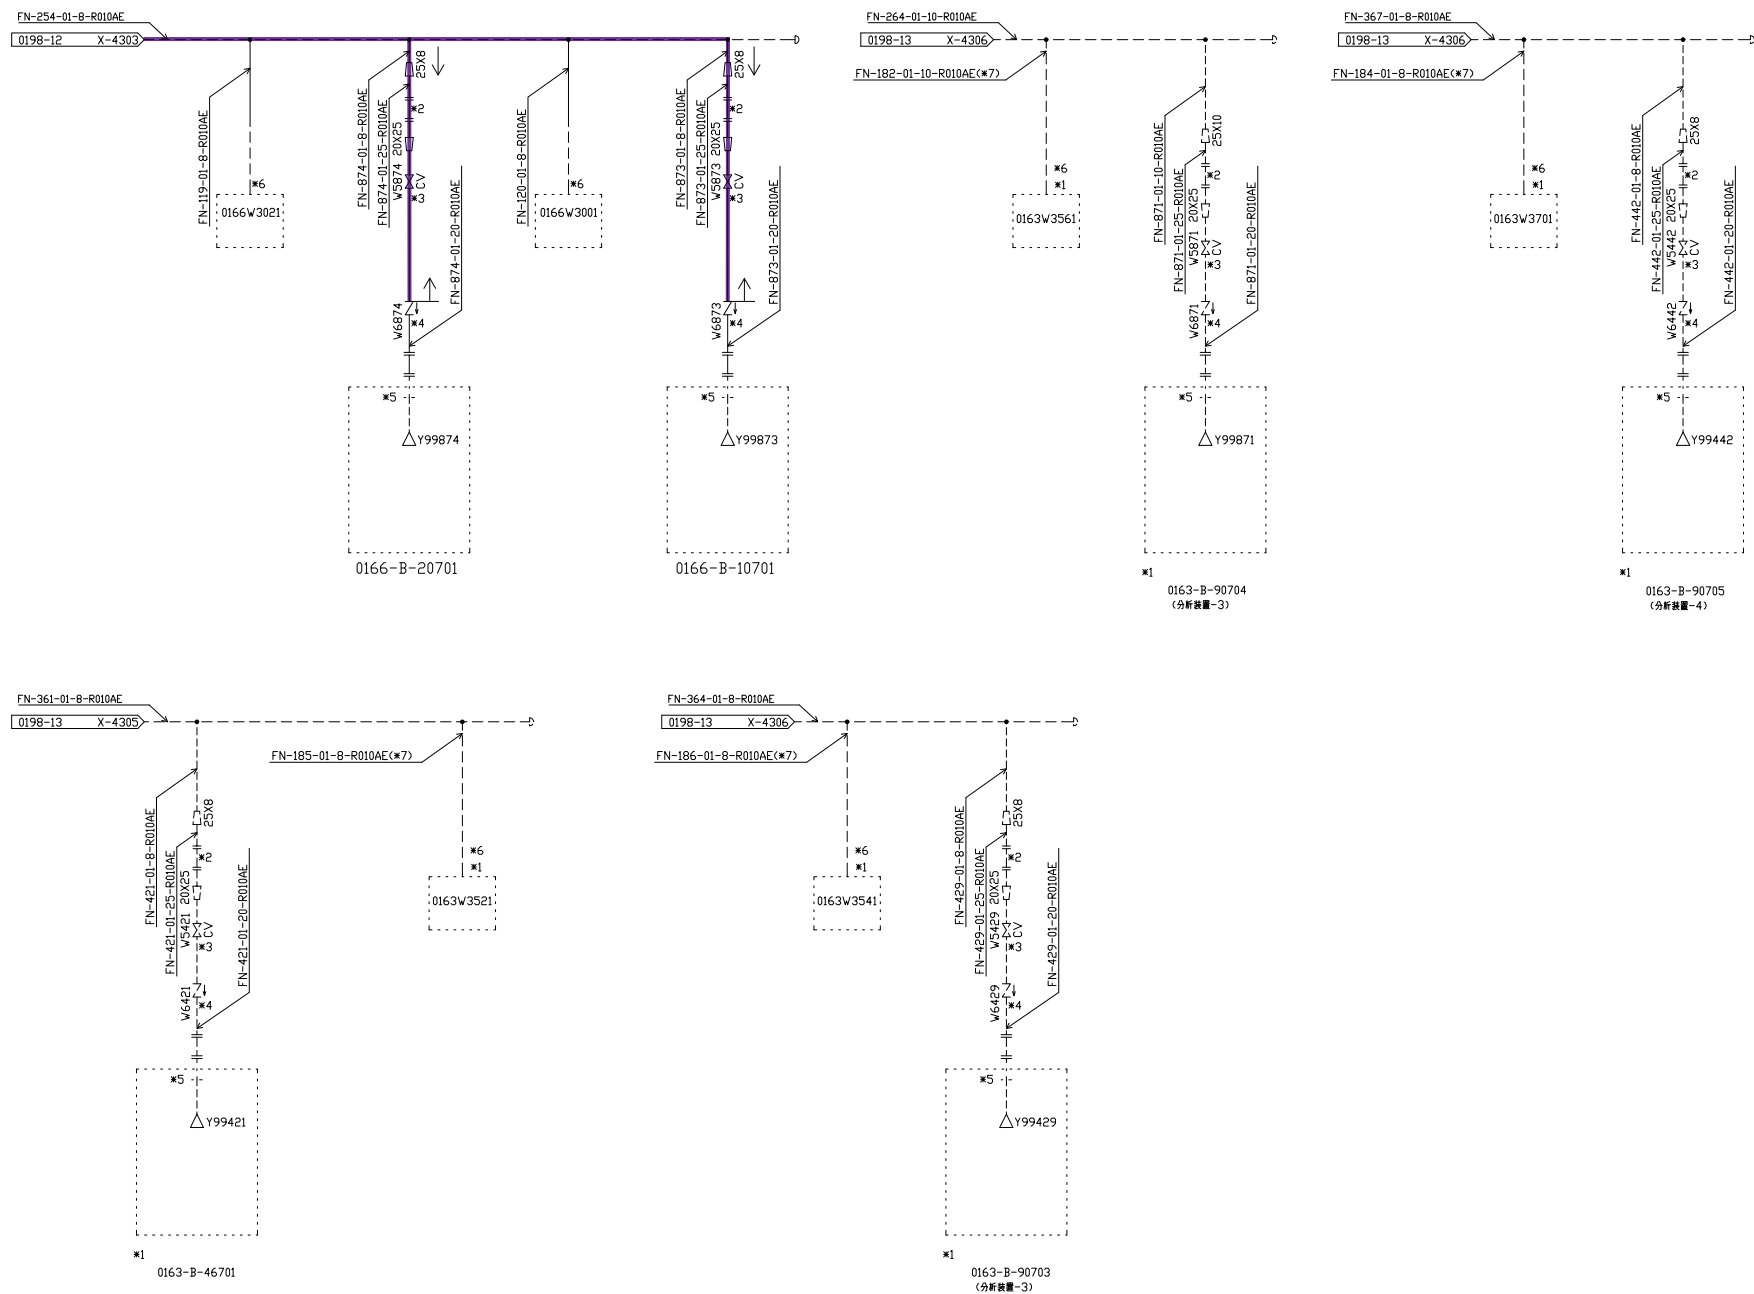 FN-254-01-8-R010AE
0198-12 X-4303
FN-119-01-8-R010AE
※6
0166W3021
FN-874-01-8-R010AE
FN-874-01-25-R010AE
25X8
※2
W5874 20X25
CV
※3
FN-874-01-20-R010AE
W6874
※4
※5
Y99874
0166-B-20701
FN-120-01-8-R010AE
※6
0166W3001
FN-873-01-8-R010AE
FN-873-01-25-R010AE
25X8
※2
W5873 20X25
CV
※3
FN-873-01-20-R010AE
W6873
※4
※5
Y99873
0166-B-10701
FN-264-01-10-R010AE
0198-13 X-4306
FN-182-01-10-R010AE(※7)
※6
※1
0163W3561
FN-871-01-10-R010AE
FN-871-01-25-R010AE
25X10
※2
W5871 20X25
CV
※3
FN-871-01-20-R010AE
W6871
※4
※5
Y99871
※1
0163-B-90704
(分析装置-3)
FN-367-01-8-R010AE
0198-13 X-4306
FN-184-01-8-R010AE(※7)
※6
※1
0163W3701
FN-442-01-8-R010AE
FN-442-01-25-R010AE
25X8
※2
W5442 20X25
CV
※3
FN-442-01-20-R010AE
W6442
※4
※5
Y99442
※1
0163-B-90705
(分析装置-4)
FN-361-01-8-R010AE
0198-13 X-4305
FN-421-01-8-R010AE
FN-421-01-25-R010AE
25X8
※2
W5421 20X25
CV
※3
FN-421-01-20-R010AE
W6421
※4
※5
Y99421
※1
0163-B-46701
FN-185-01-8-R010AE(※7)
※6
※1
0163W3521
FN-364-01-8-R010AE
0198-13 X-4306
FN-186-01-8-R010AE(※7)
※6
※1
0163W3541
FN-429-01-8-R010AE
FN-429-01-25-R010AE
25X8
※2
W5429 20X25
CV
※3
FN-429-01-20-R010AE
W6429
※4
※5
Y99429
※1
0163-B-90703
(分析装置-3)